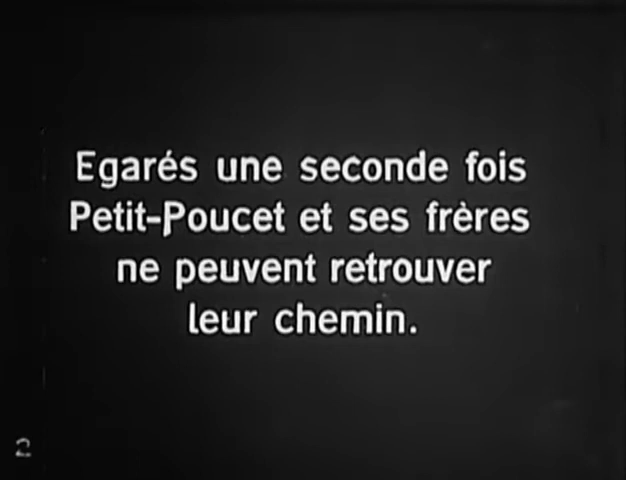 Egarés une seconde fois
Petit-Poucet et ses frères
ne peuvent retrouver
leur chemin.
2